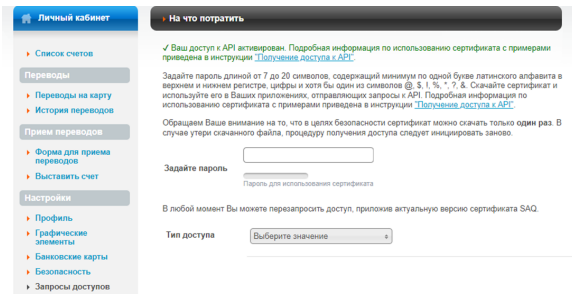 Личный кабинет
На что потратить
Список счетов
Переводы
Переводы на карту
История переводов
Прием переводов
Форма для приема
переводов
Выставить счет
Настройки
Профиль
Графические
элементы
Банковские карты
Безопасность
Запросы доступов
✓ Ваш доступ к API активирован. Подробная информация по использованию сертификата с примерами
приведена в инструкции "Получение доступа к API".
Задайте пароль длиной от 7 до 20 символов, содержащий минимум по одной букве латинского алфавита в
верхнем и нижнем регистре, цифры и хотя бы один из символов @, $, !, %, *, ?, &. Скачайте сертификат и
используйте его в Ваших приложениях, отправляющих запросы к API. Подробная информация по
использованию сертификата с примерами приведена в инструкции "Получение доступа к API".
Обращаем Ваше внимание на то, что в целях безопасности сертификат можно скачать только один раз. В
случае утери скачанного файла, процедуру получения доступа следует инициировать заново.
Задайте пароль
Пароль для использования сертификата
В любой момент Вы можете перезапросить доступ, приложив актуальную версию сертификата SAQ.
Тип доступа
Выберите значение